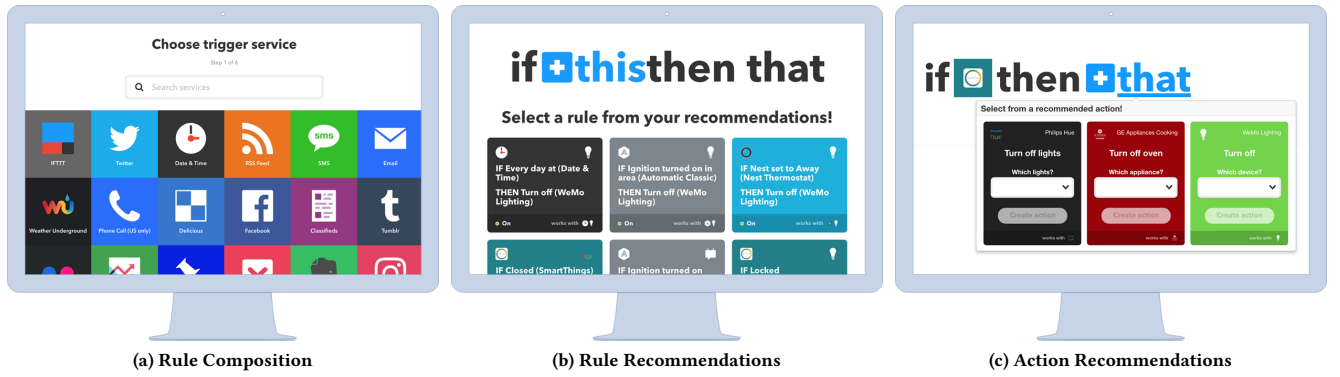 Choose trigger service
Step 1 of 6
Search services
IFTTT
Twitter
Date & Time
RSS Feed
sms
SMS
Email
Weather Underground
Phone Call (US only)
Delicious
Facebook
Classifieds
Tumblr
(a) Rule Composition
if this then that
Select a rule from your recommendations!
IF Every day at (Date &
Time)
THEN Turn off (WeMo
Lighting)
On
works with
IF Ignition turned on in
area (Automatic Classic)
THEN Turn off (WeMo
Lighting)
On
works with
IF Nest set to Away
(Nest Thermostat)
THEN Turn off (WeMo
Lighting)
On
works with
IF Closed (SmartThings)
IF Ignition turned on
IF Locked
(b) Rule Recommendations
if then that
Select from a recommended action!
Philips Hue
Turn off lights
Which lights?
Create action
works with
GE Appliances Cooking
Turn off oven
Which appliance?
Create action
works with
WeMo Lighting
Turn off
Which device?
Create action
works with
(c) Action Recommendations